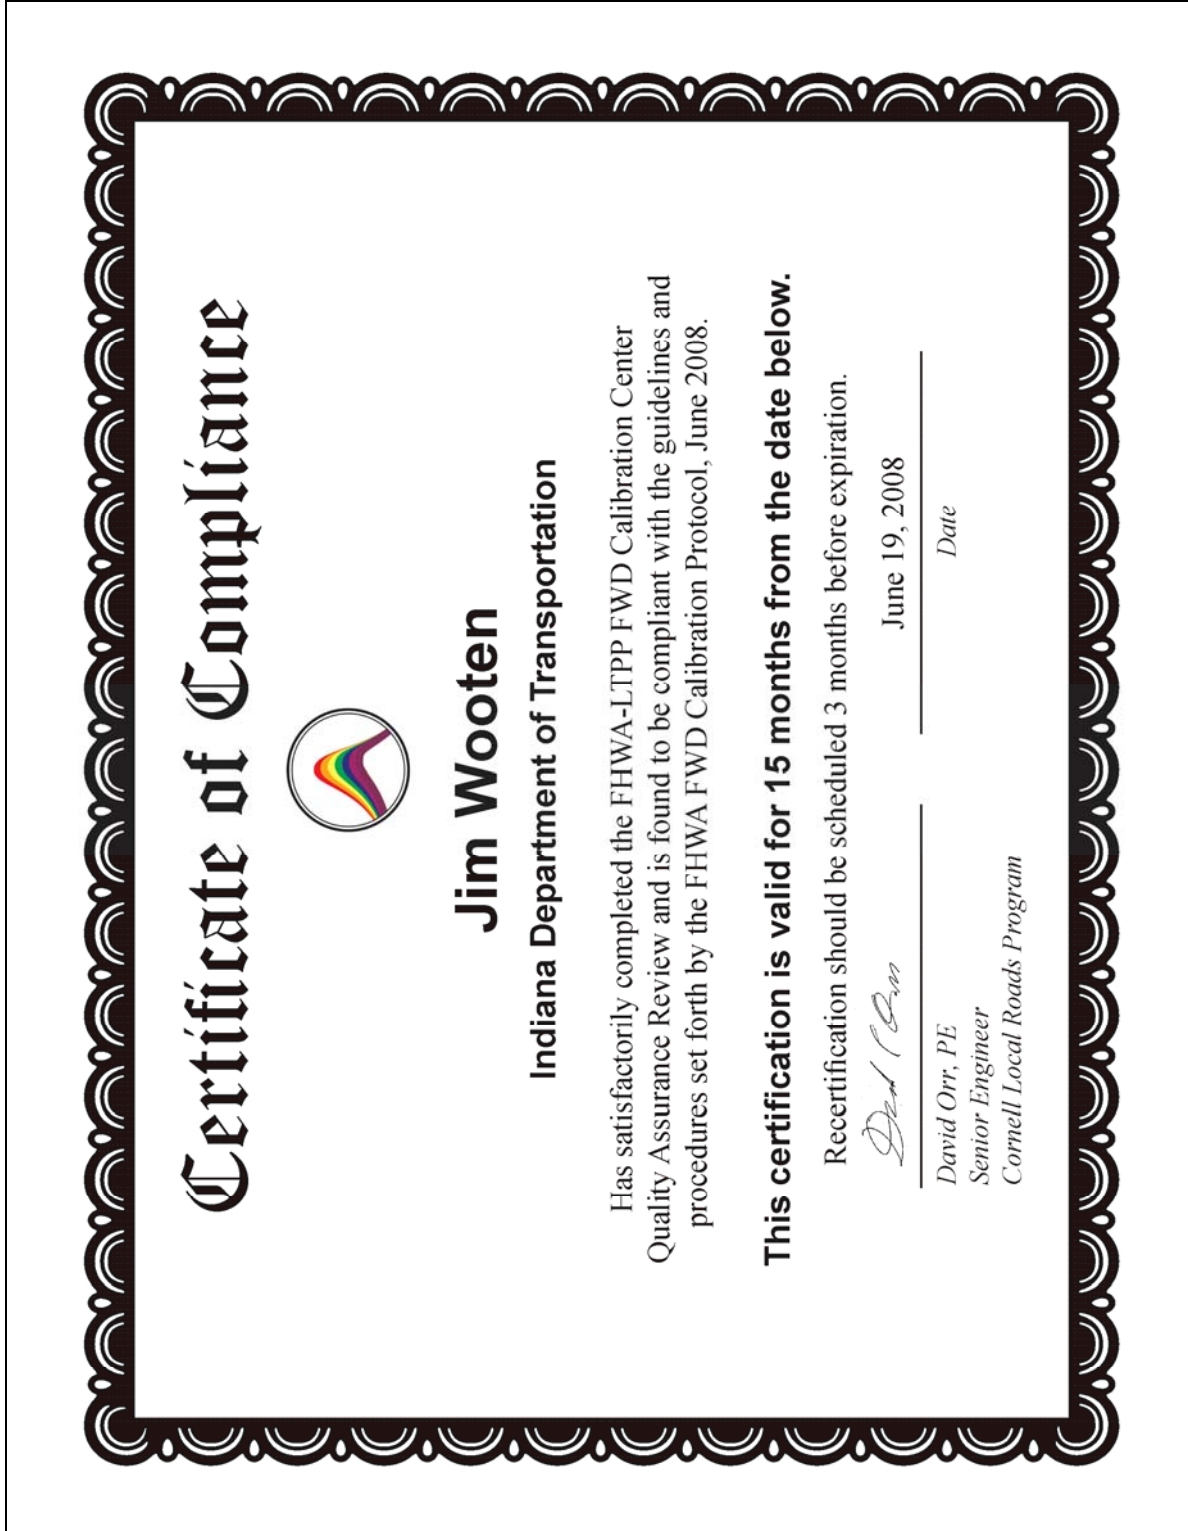 Certificate of Compliance
Jim Wooten
Indiana Department of Transportation
Has satisfactorily completed the FHWA-LTPP FWD Calibration Center
Quality Assurance Review and is found to be compliant with the guidelines and
procedures set forth by the FHWA FWD Calibration Protocol, June 2008.
This certification is valid for 15 months from the date below.
Recertification should be scheduled 3 months before expiration.
June 19, 2008
David Orr, PE
Date
Senior Engineer
Cornell Local Roads Program